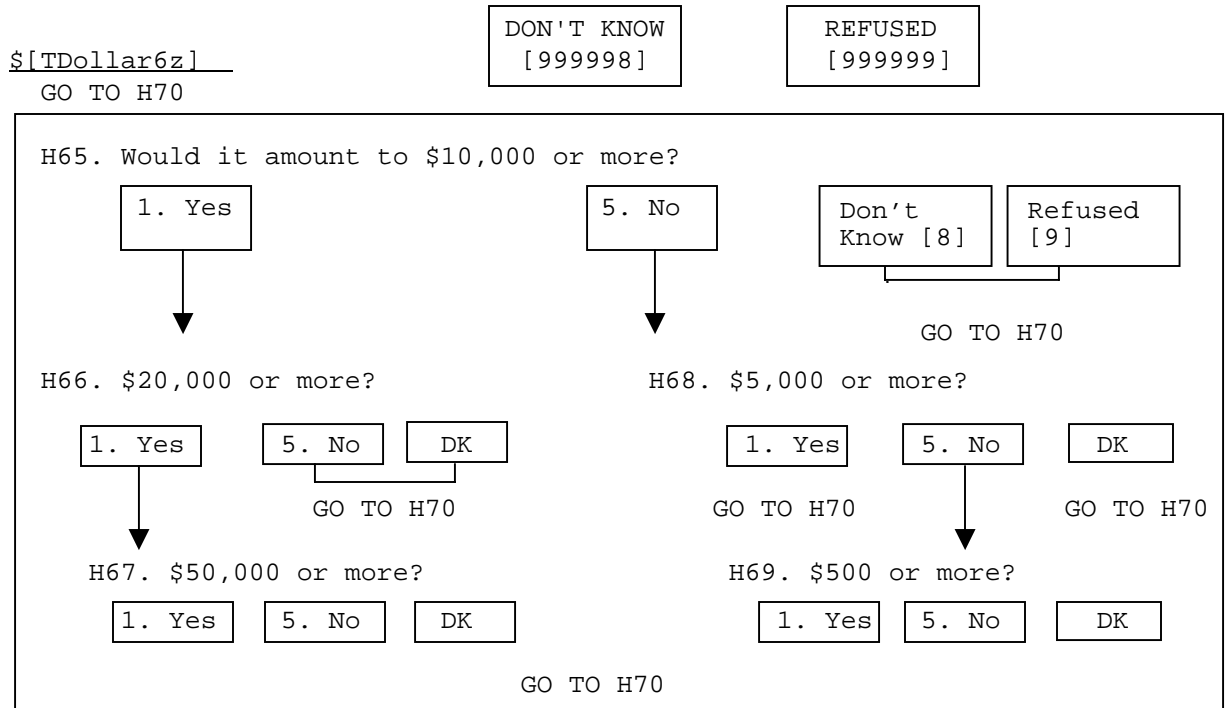 DON'T KNOW REFUSED
$[TDollar6z] [999998] [999999]
GO TO H70
H65. Would it amount to $10,000 or more?
1. Yes 5. No Don't Refused
Know [8] [9]
GO TO H70
H66. $20,000 or more? H68. $5,000 or more?
1. Yes 5. No DK 1. Yes 5. No DK
GO TO H70 GO TO H70 GO TO H70
H67. $50,000 or more? H69. $500 or more?
1. Yes 5. No DK 1. Yes 5. No DK
GO TO H70